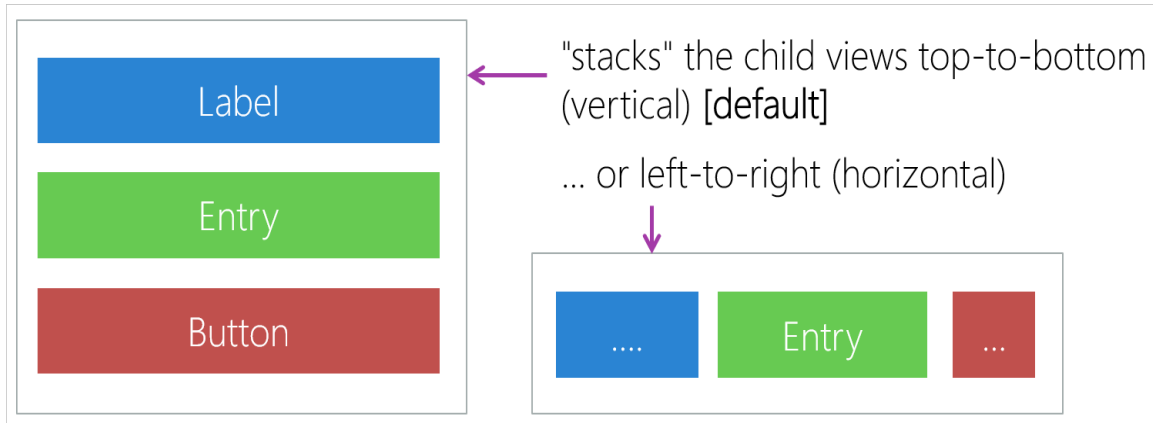 Label
Entry
Button
"stacks" the child views top-to-bottom
(vertical) [default]
... or left-to-right (horizontal)
....
Entry
...